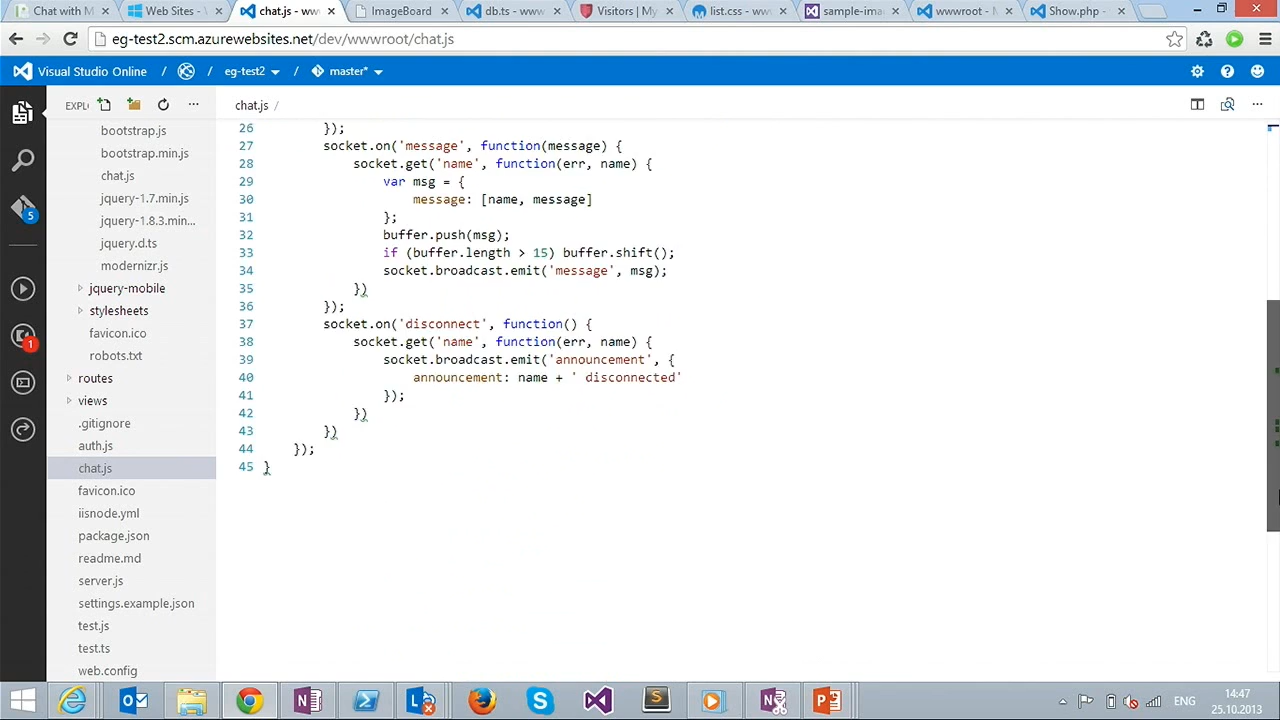 Chat with M
Web Sites - \
chat.js - ww
ImageBoard
db.ts - www
Visitors | My
list.css - ww
sample-ima
wwwroot - M
Show.php -
eg-test2.scm.azurewebsites.net/dev/wwwroot/chat.js
Visual Studio Online / eg-test2 / master*
EXPL
chat.js /
bootstrap.js
bootstrap.min.js
chat.js
jquery-1.7.min.js
jquery-1.8.3.min...
jquery.d.ts
modernizr.js
jquery-mobile
stylesheets
favicon.ico
robots.txt
routes
views
.gitignore
auth.js
chat.js
favicon.ico
iisnode.yml
package.json
readme.md
server.js
settings.example.json
test.js
test.ts
web.config
5
1
26 });
27 socket.on('message', function(message) {
28 socket.get('name', function(err, name) {
29 var msg = {
30 message: [name, message]
31 };
32 buffer.push(msg);
33 if (buffer.length > 15) buffer.shift();
34 socket.broadcast.emit('message', msg);
35 })
36 });
37 socket.on('disconnect', function() {
38 socket.get('name', function(err, name) {
39 socket.broadcast.emit('announcement', {
40 announcement: name + ' disconnected'
41 });
42 })
43 })
44 });
45 }
ENG
14:47
25.10.2013